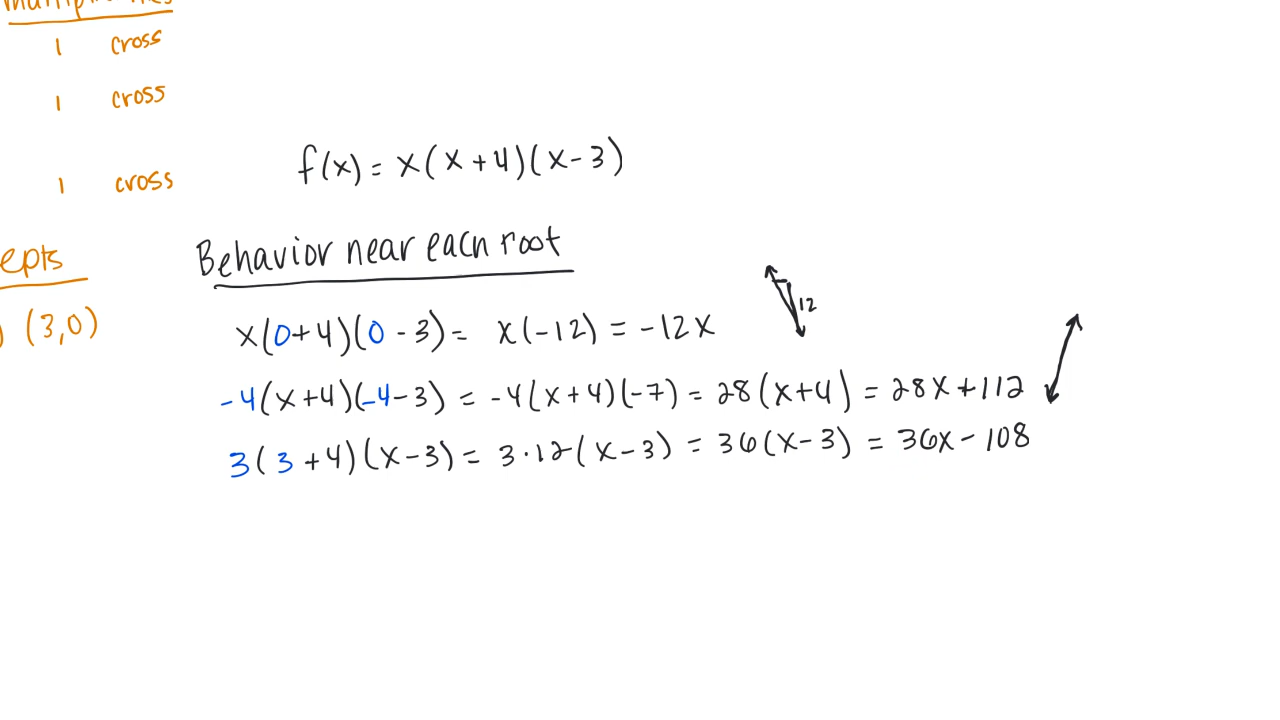 1 cross
1 cross
f(x) = x(x+4)(x-3)
1 cross
epts
Behavior near each root
) (3,0)
12
x(0+4)(0-3) = x(-12) = -12x
-4(x+4)(-4-3) = -4(x+4)(-7) = 28(x+4) = 28x+112
3(3+4)(x-3) = 3·12(x-3) = 36(x-3) = 36x-108